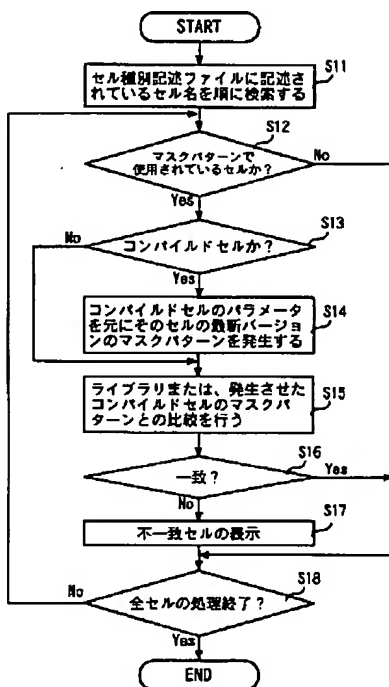 START
S11
セル種別記述ファイルに記述さ
れているセル名を順に検索する
S12
マスクパターンで
使用されているセルか?
No
Yes
S13
No
コンパイルドセルか?
Yes
S14
コンパイルドセルのパラメータ
を元にそのセルの最新バージョ
ンのマスクパターンを発生する
S15
ライブラリまたは、発生させた
コンパイルドセルのマスクパ
ターンとの比較を行う
S16
一致?
Yes
No
S17
不一致セルの表示
S18
No
全セルの処理終了?
Yes
END